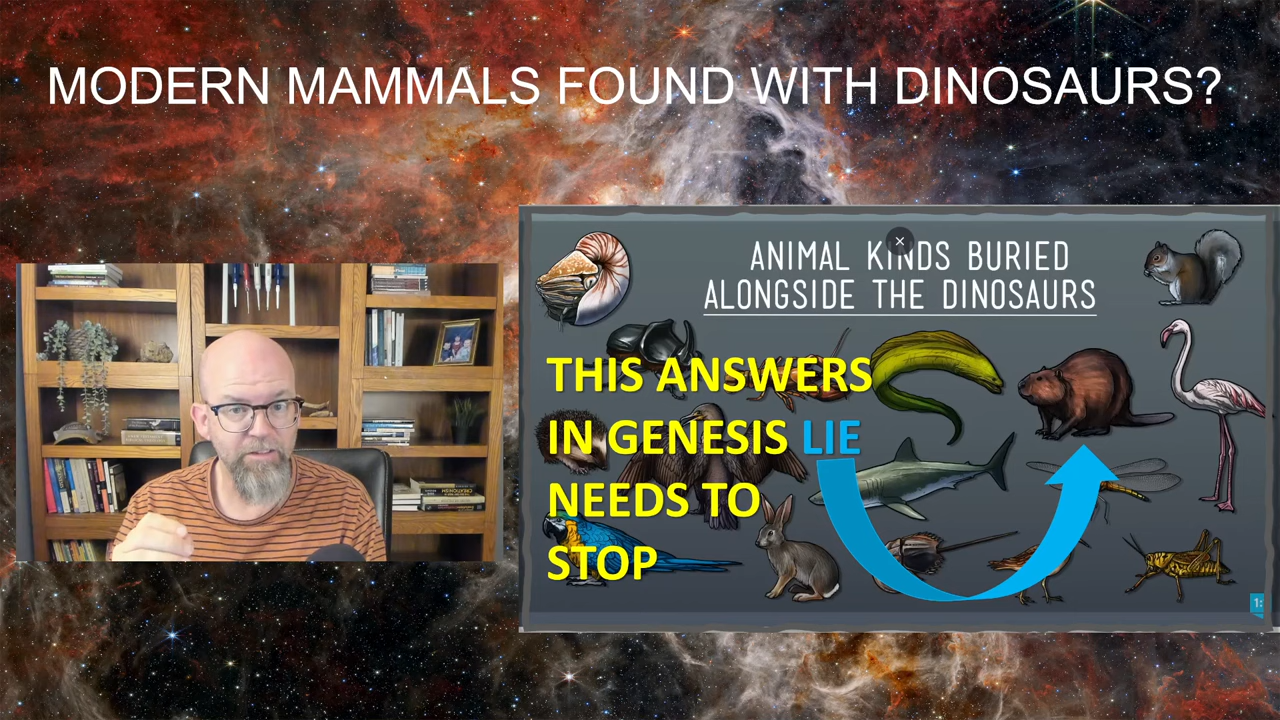 MODERN MAMMALS FOUND WITH DINOSAURS?
ANIMAL KINDS BURIED
ALONGSIDE THE DINOSAURS
THIS ANSWERS
IN GENESIS LIE
NEEDS TO
STOP
1: